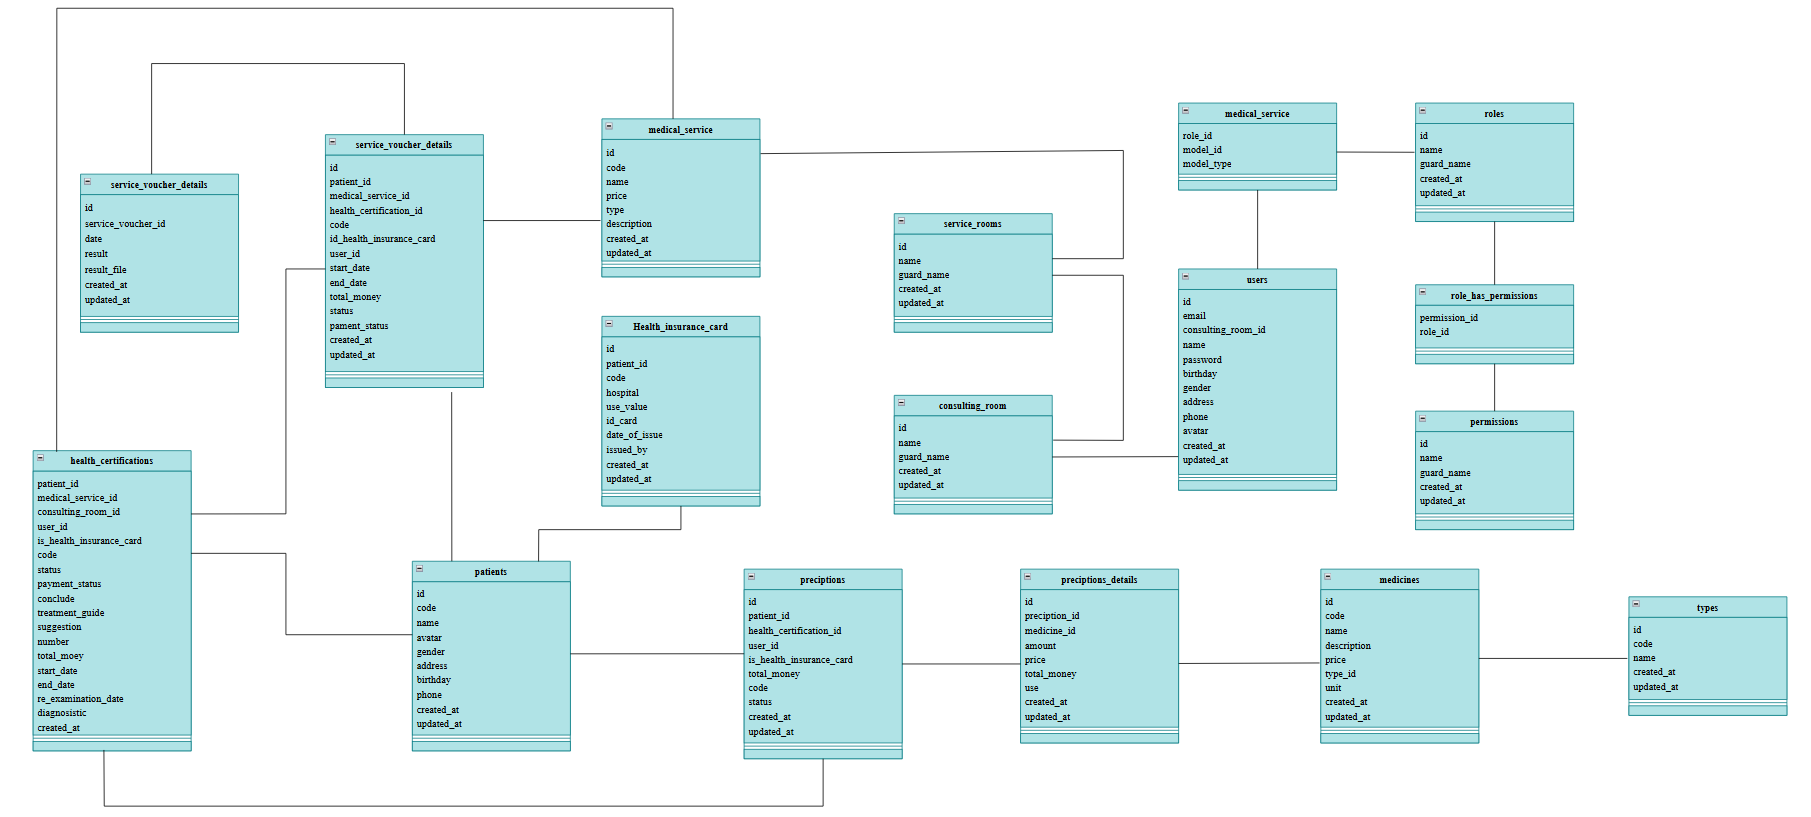 service_voucher_details
id
service_voucher_id
date
result
result_file
created_at
updated_at
service_voucher_details
id
patient_id
medical_service_id
health_certification_id
code
id_health_insurance_card
user_id
start_date
end_date
total_money
status
pament_status
created_at
updated_at
medical_service
id
code
name
price
type
description
created_at
updated_at
service_rooms
id
name
guard_name
created_at
updated_at
medical_service
role_id
model_id
model_type
roles
id
name
guard_name
created_at
updated_at
Health_insurance_card
id
patient_id
code
hospital
use_value
id_card
date_of_issue
issued_by
created_at
updated_at
consulting_room
id
name
guard_name
created_at
updated_at
users
id
email
consulting_room_id
name
password
birthday
gender
address
phone
avatar
created_at
updated_at
role_has_permissions
permission_id
role_id
permissions
id
name
guard_name
created_at
updated_at
health_certifications
patient_id
medical_service_id
consulting_room_id
user_id
is_health_insurance_card
code
status
payment_status
conclude
treatment_guide
suggestion
number
total_moey
start_date
end_date
re_examination_date
diagnosistic
created_at
patients
id
code
name
avatar
gender
address
birthday
phone
created_at
updated_at
preciptions
id
patient_id
health_certification_id
user_id
is_health_insurance_card
total_money
code
status
created_at
updated_at
preciptions_details
id
preciption_id
medicine_id
amount
price
total_money
use
created_at
updated_at
medicines
id
code
name
description
price
type_id
unit
created_at
updated_at
types
id
code
name
created_at
updated_at